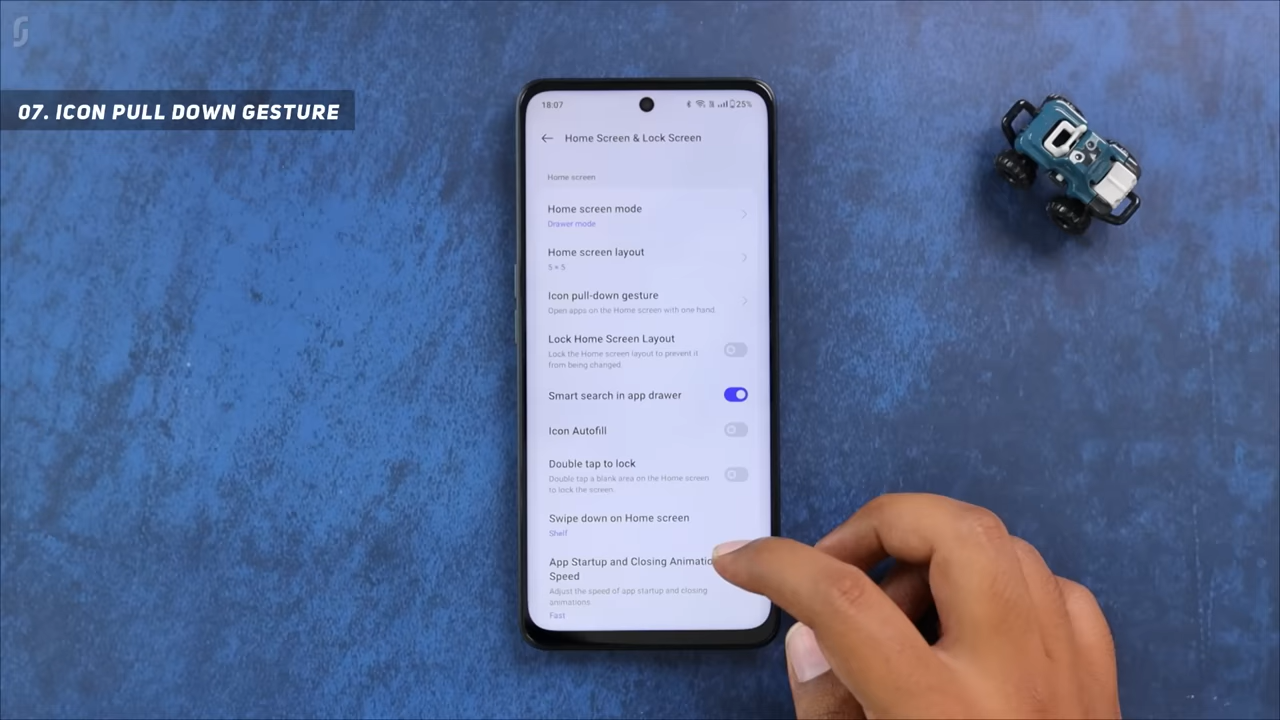 07. ICON PULL DOWN GESTURE
18:07
25%
Home Screen & Lock Screen
Home screen
Home screen mode
Drawer mode
Home screen layout
5 × 5
Icon pull-down gesture
Open apps on the Home screen with one hand.
Lock Home Screen Layout
Lock the Home screen layout to prevent it
from being changed.
Smart search in app drawer
Icon Autofill
Double tap to lock
Double tap a blank area on the Home screen
to lock the screen.
Swipe down on Home screen
Shelf
App Startup and Closing Animatio
Speed
Adjust the speed of app startup and closing
animations.
Fast